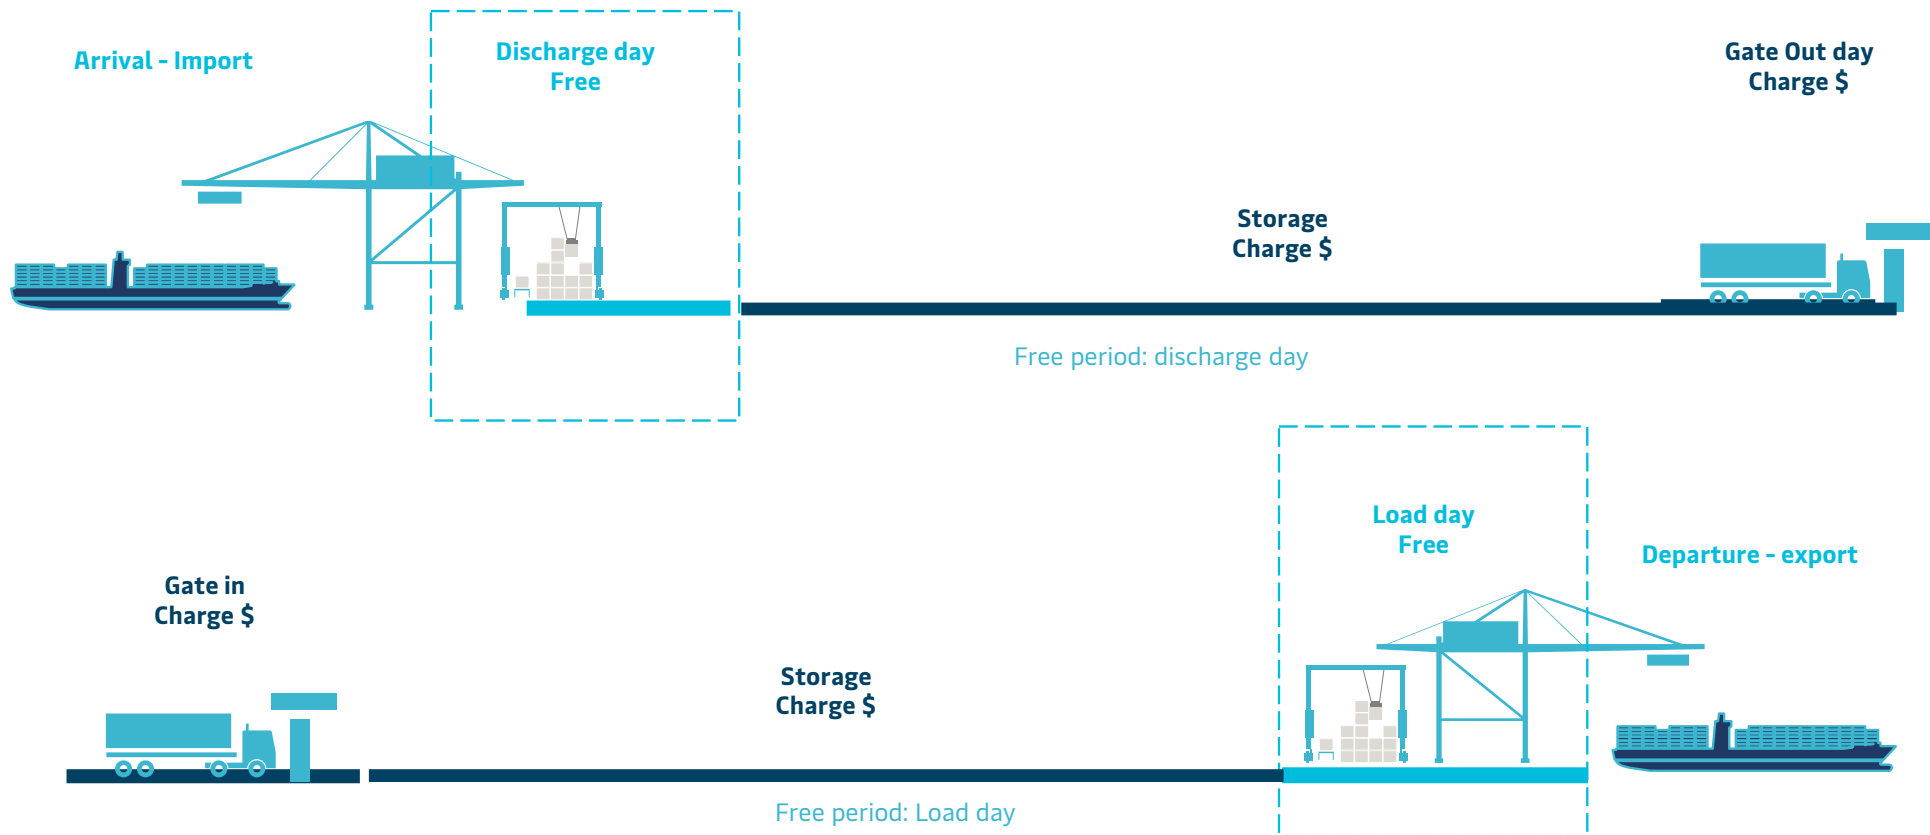 Arrival - Import
Discharge day
Free
Gate Out day
Charge $
Storage
Charge $
Free period: discharge day
Load day
Free
Departure - export
Gate in
Charge $
Storage
Charge $
Free period: Load day